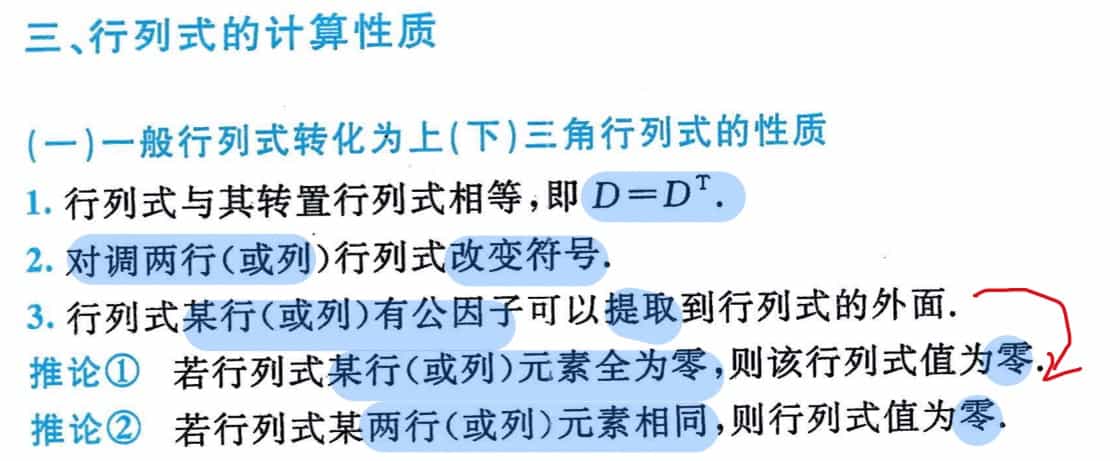 三、行列式的计算性质
(一)一般行列式转化为上(下)三角行列式的性质
1. 行列式与其转置行列式相等,即 D=Dᵀ.
2. 对调两行(或列)行列式改变符号.
3. 行列式某行(或列)有公因子可以提取到行列式的外面.
推论① 若行列式某行(或列)元素全为零,则该行列式值为零.
推论② 若行列式某两行(或列)元素相同,则行列式值为零.